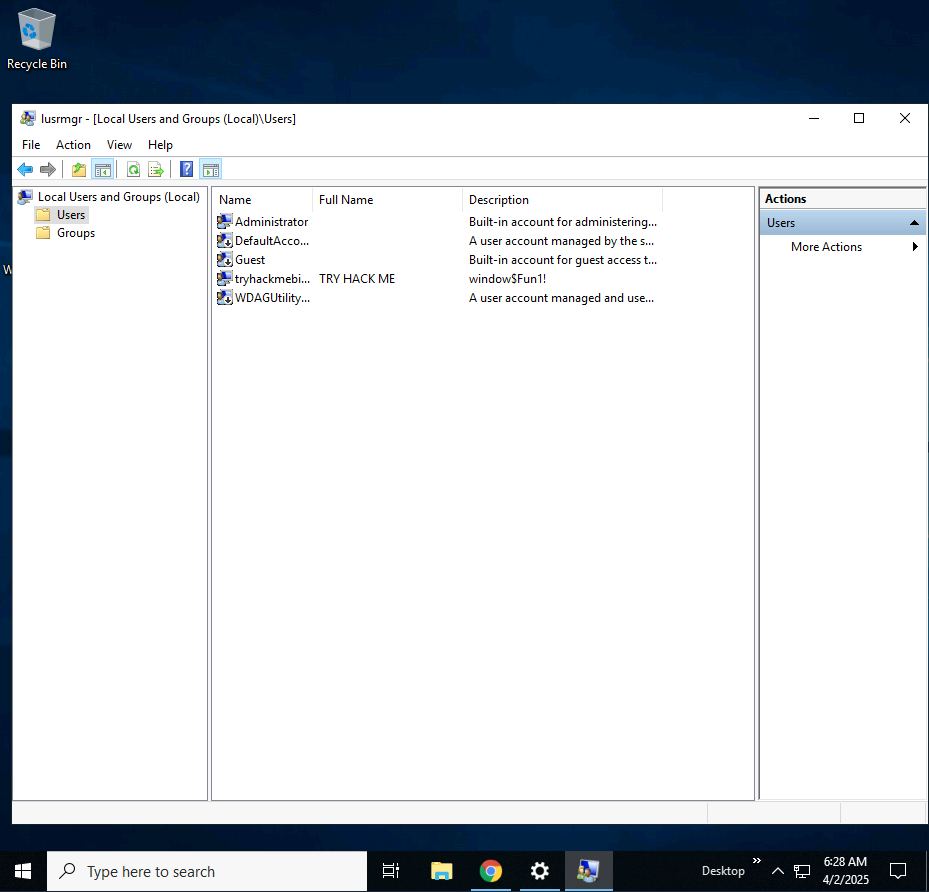 Recycle Bin
lusrmgr - [Local Users and Groups (Local)\Users]
File Action View Help
Local Users and Groups (Local)
Users
Groups
Name Full Name Description
Administrator Built-in account for administering...
DefaultAcco... A user account managed by the s...
Guest Built-in account for guest access t...
tryhackmebi... TRY HACK ME window$Fun1!
WDAGUtility... A user account managed and use...
Actions
Users
More Actions
W
Type here to search
Desktop
6:28 AM
4/2/2025